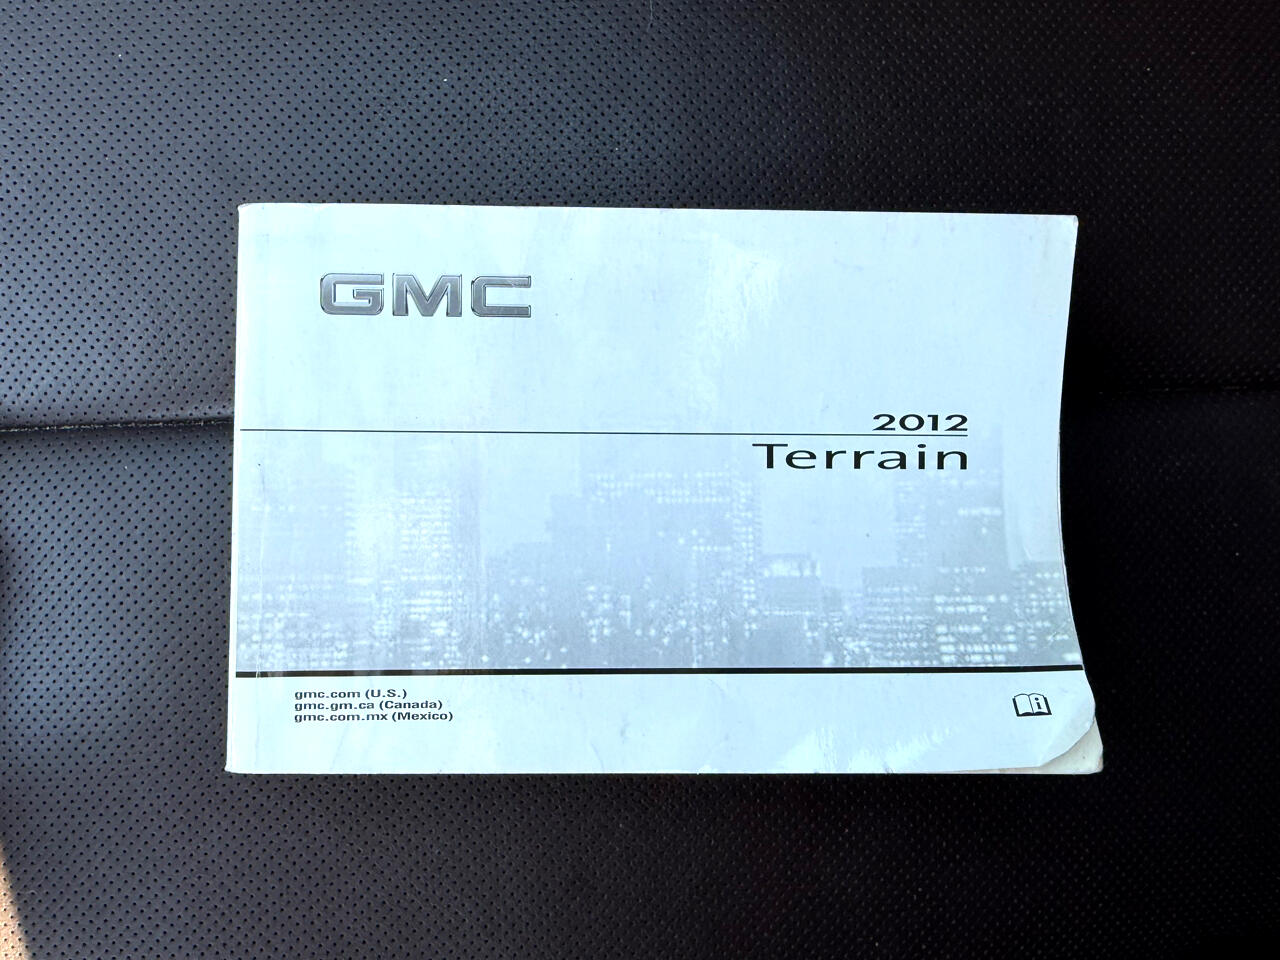 GMC
2012
Terrain
gmc.com (U.S.)
gmc.gm.ca (Canada)
gmc.com.mx (Mexico)
i